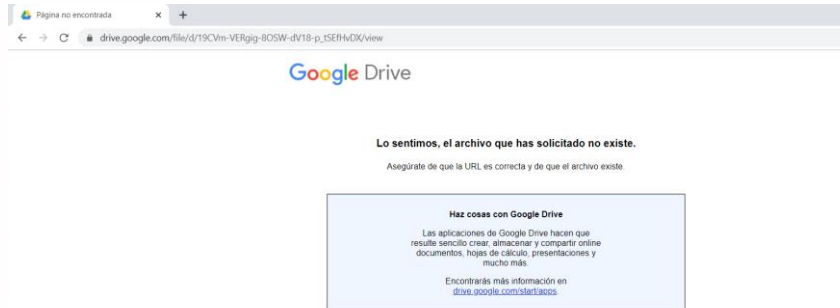 Página no encontrada
drive.google.com/file/d/19CVm-VERgig-8OSW-dV18-p_tSEfHvDX/view
Google Drive
Lo sentimos, el archivo que has solicitado no existe.
Asegúrate de que la URL es correcta y de que el archivo existe.
Haz cosas con Google Drive
Las aplicaciones de Google Drive hacen que
resulte sencillo crear, almacenar y compartir online
documentos, hojas de cálculo, presentaciones y
mucho más.
Encontrarás más información en
drive.google.com/start/apps.